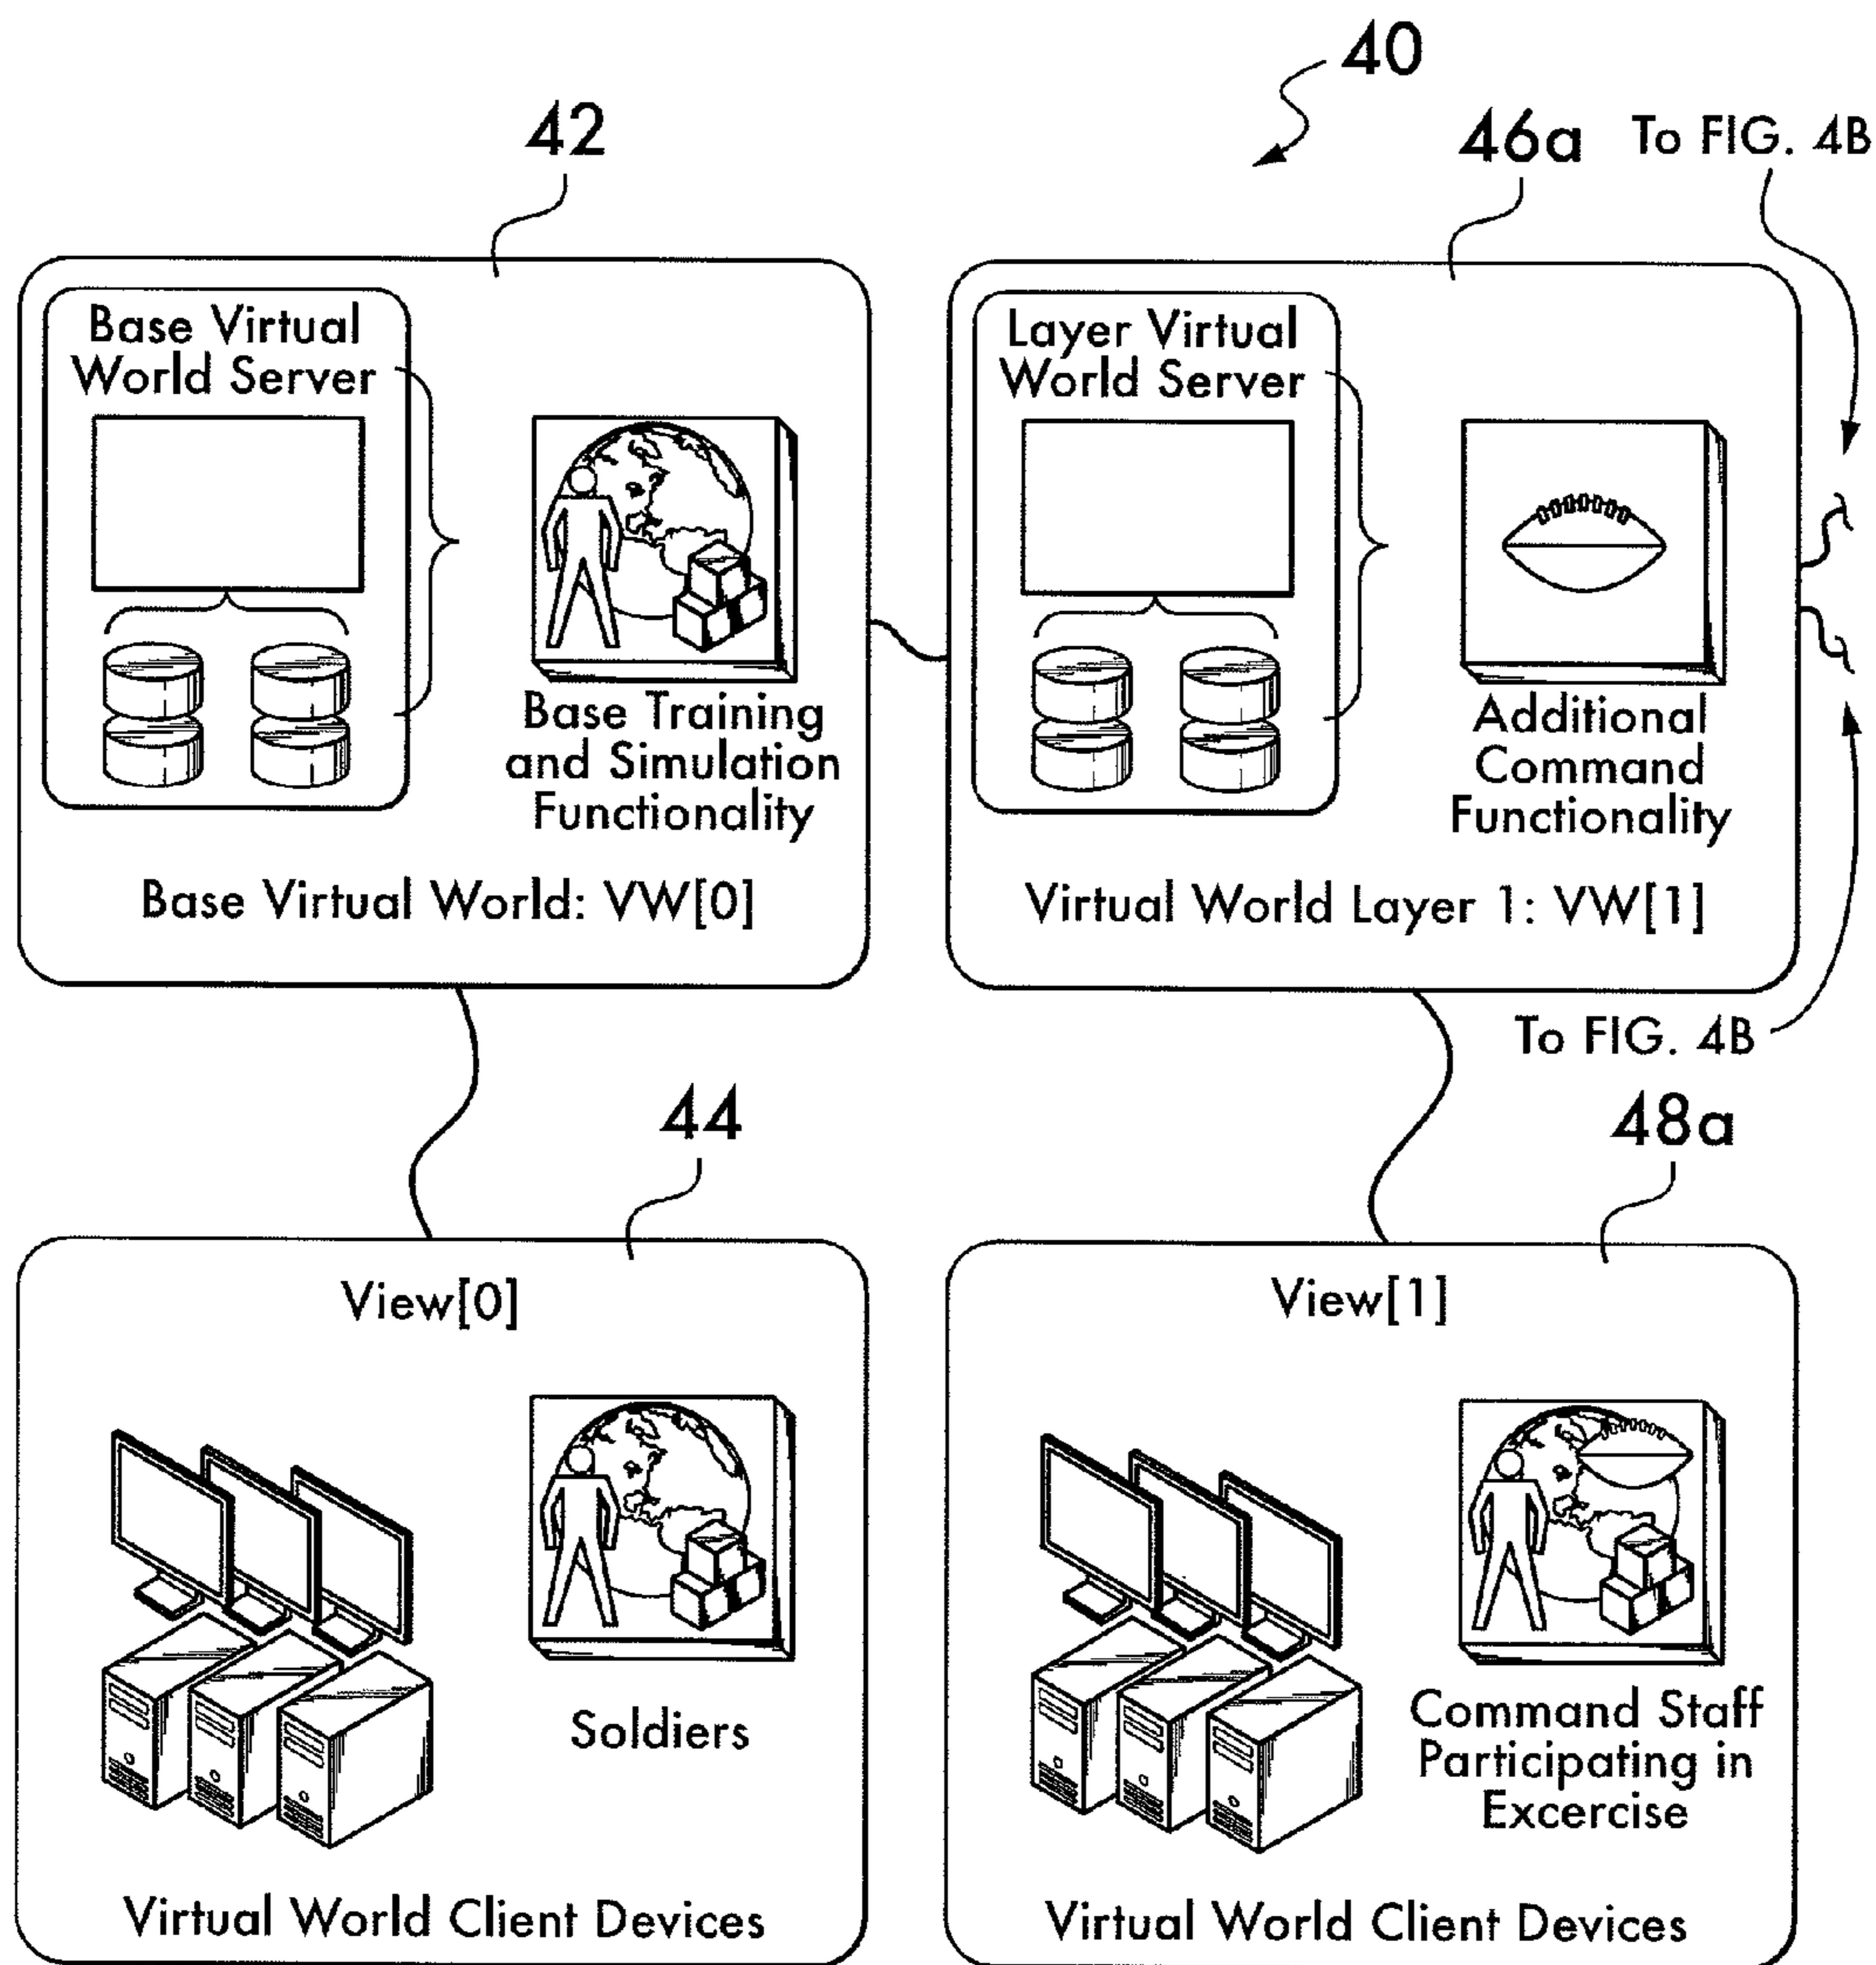 40
42
46a
To FIG. 4B
Base Virtual
World Server
Base Training
and Simulation
Functionality
Base Virtual World: VW[0]
Layer Virtual
World Server
Additional
Command
Functionality
Virtual World Layer 1: VW[1]
To FIG. 4B
44
48a
View[0]
Soldiers
Virtual World Client Devices
View[1]
Command Staff
Participating in
Excercise
Virtual World Client Devices